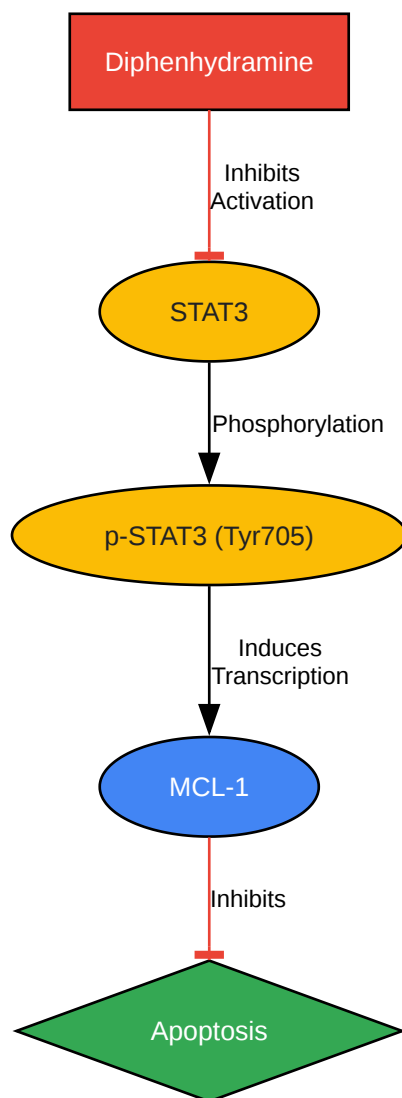 Diphenhydramine
Inhibits
Activation
STAT3
Phosphorylation
p-STAT3 (Tyr705)
Induces
Transcription
MCL-1
Inhibits
Apoptosis